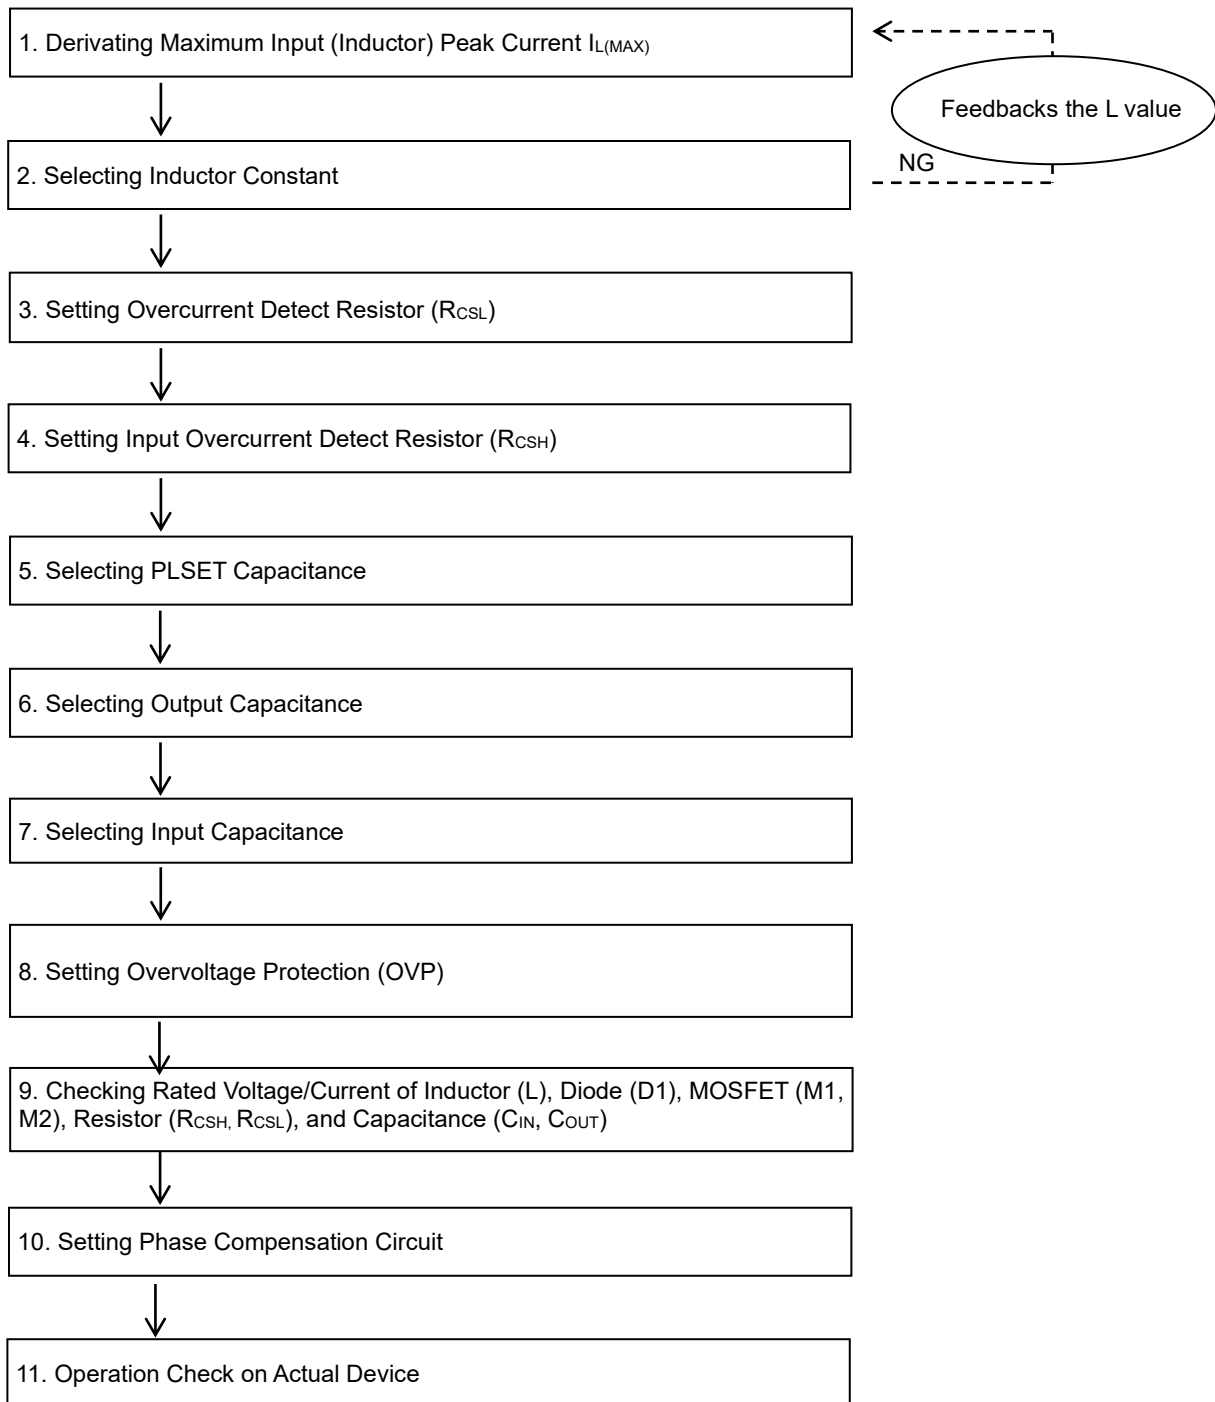 1. Derivating Maximum Input (Inductor) Peak Current IL(MAX)
Feedbacks the L value
NG
2. Selecting Inductor Constant
3. Setting Overcurrent Detect Resistor (RCSL)
4. Setting Input Overcurrent Detect Resistor (RCSH)
5. Selecting PLSET Capacitance
6. Selecting Output Capacitance
7. Selecting Input Capacitance
8. Setting Overvoltage Protection (OVP)
9. Checking Rated Voltage/Current of Inductor (L), Diode (D1), MOSFET (M1,
M2), Resistor (RCSH, RCSL), and Capacitance (CIN, COUT)
10. Setting Phase Compensation Circuit
11. Operation Check on Actual Device